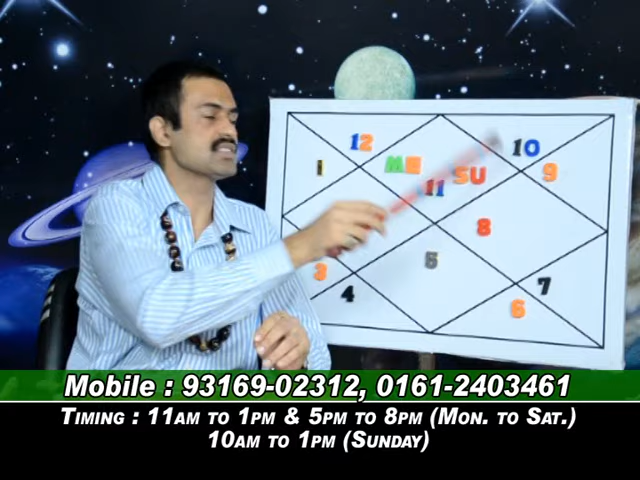 12
10
1
ME
SU
9
11
8
5
3
4
7
6
Mobile : 93169-02312, 0161-2403461
TIMING : 11AM TO 1PM & 5PM TO 8PM (MON. TO SAT.)
10AM TO 1PM (SUNDAY)